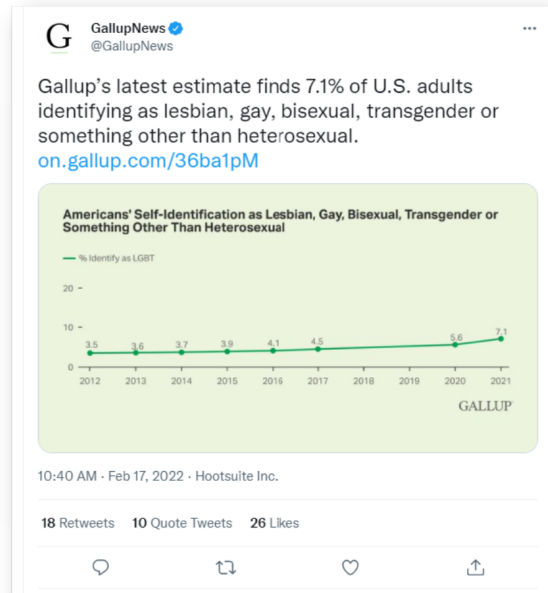 G GallupNews
@GallupNews
Gallup's latest estimate finds 7.1% of U.S. adults
identifying as lesbian, gay, bisexual, transgender or
something other than heterosexual.
on.gallup.com/36ba1pM
Americans' Self-Identification as Lesbian, Gay, Bisexual, Transgender or
Something Other Than Heterosexual
% Identify as LGBT
20
10
3.5 3.6 3.7 3.9 4.1 4.5 5.6 7.1
0
2012 2013 2014 2015 2016 2017 2018 2019 2020 2021
GALLUP
10:40 AM · Feb 17, 2022 · Hootsuite Inc.
18 Retweets 10 Quote Tweets 26 Likes